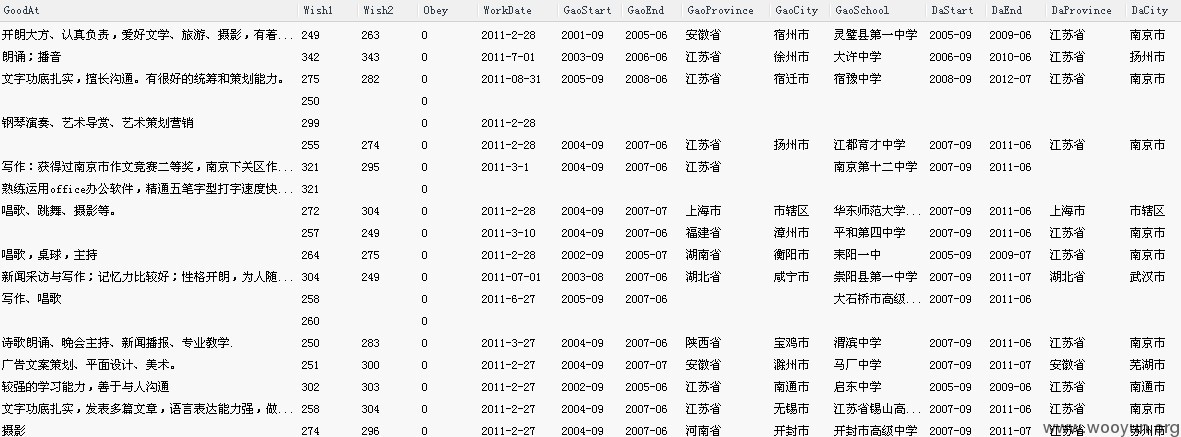 GoodAt Wish1 Wish2 Obey WorkDate GaoStart GaoEnd GaoProvince GaoCity GaoSchool DaStart DaEnd DaProvince DaCity
开朗大方、认真负责，爱好文学、旅游、摄影，有着... 249 263 0 2011-2-28 2001-09 2005-06 安徽省 宿州市 灵璧县第一中学 2005-09 2009-06 江苏省 南京市
朗诵；播音 342 343 0 2011-7-01 2003-09 2006-06 江苏省 徐州市 大许中学 2006-09 2010-06 江苏省 扬州市
文字功底扎实，擅长沟通。有很好的统筹和策划能力。 275 282 0 2011-08-31 2005-09 2008-06 江苏省 宿迁市 宿豫中学 2008-09 2012-07 江苏省 南京市
250 0
钢琴演奏、艺术导赏、艺术策划营销 299 0 2011-2-28
255 274 0 2011-2-28 2004-09 2007-06 江苏省 扬州市 江都育才中学 2007-09 2011-06 江苏省 南京市
写作：获得过南京市作文竞赛二等奖，南京下关区作... 321 295 0 2011-3-1 2004-09 2007-06 江苏省 南京第十二中学 2007-09 2011-06
熟练运用office办公软件，精通五笔字型打字速度快... 321 0
唱歌、跳舞、摄影等。 272 304 0 2011-2-28 2004-09 2007-07 上海市 市辖区 华东师范大学... 2007-09 2011-06 上海市 市辖区
257 249 0 2011-3-10 2004-09 2007-06 福建省 漳州市 平和第四中学 2007-09 2011-06 江苏省 南京市
唱歌，桌球，主持 264 275 0 2011-2-28 2002-09 2005-07 湖南省 衡阳市 耒阳一中 2005-09 2009-07 江苏省 南京市
新闻采访与写作；记忆力比较好；性格开朗，为人随... 304 249 0 2011-07-01 2003-08 2007-06 湖北省 咸宁市 崇阳县第一中学 2007-09 2011-07 湖北省 武汉市
写作、唱歌 258 0 2011-6-27 2005-09 2007-06 大石桥市高级... 2007-09 2011-06
260 0
诗歌朗诵、晚会主持、新闻播报、专业教学. 250 283 0 2011-3-27 2004-09 2007-06 陕西省 宝鸡市 渭滨中学 2007-09 2011-06 江苏省 南京市
广告文案策划、平面设计、美术。 251 300 0 2011-2-27 2004-09 2007-07 安徽省 滁州市 马厂中学 2007-09 2011-07 安徽省 芜湖市
较强的学习能力，善于与人沟通 302 303 0 2011-2-27 2002-09 2005-06 江苏省 南通市 启东中学 2005-09 2009-06 江苏省 南通市
文字功底扎实，发表多篇文章，语言表达能力强，做... 258 304 0 2011-2-27 2004-09 2007-06 江苏省 无锡市 江苏省锡山高... 2007-09 2011-06 江苏省 南京市
摄影 274 296 0 2011-2-27 2004-09 2007-06 河南省 开封市 开封市高级中学 2007-09 2011-07 江苏省 苏州市
www.wooyun.org